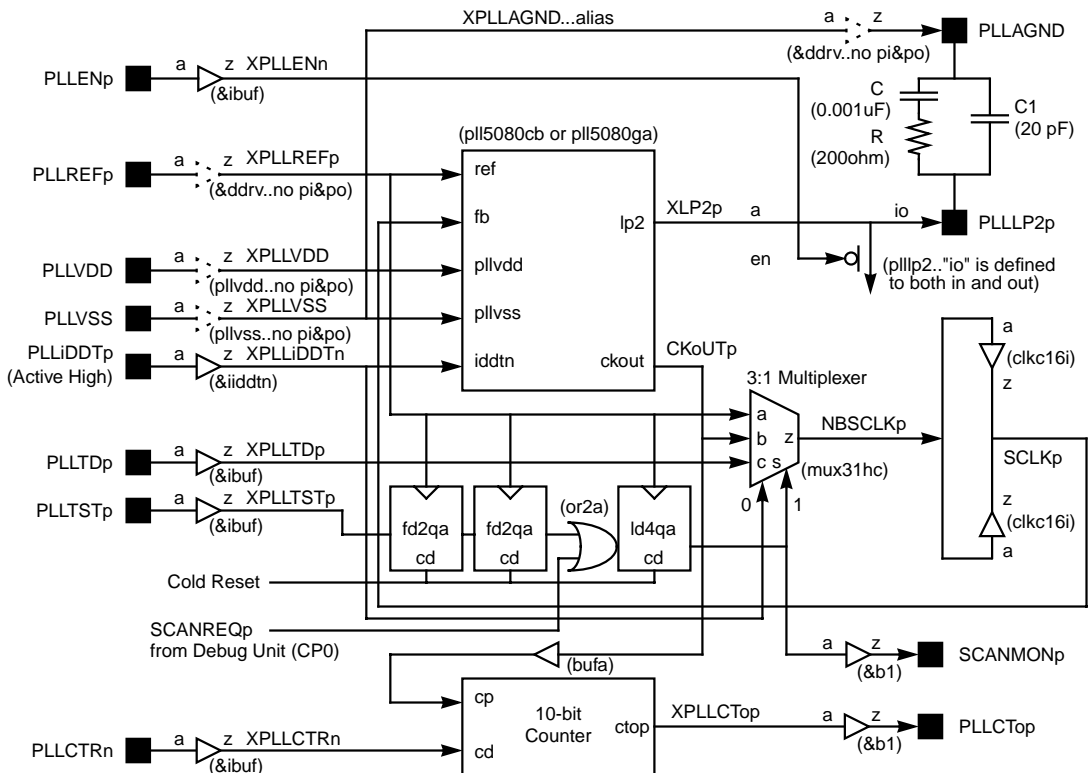 XPLLAGND...alias
a
z
PLLAGND
(&ddrv..no pi&po)
PLLENp
a
z
XPLLENn
(&ibuf)
C
(0.001uF)
R
(200ohm)
C1
(20 pF)
(pll5080cb or pll5080ga)
PLLREFp
a
z
XPLLREFp
(&ddrv..no pi&po)
ref
fb
lp2
XLP2p
a
io
PLLLP2p
PLLVDD
a
z
XPLLVDD
(pllvdd..no pi&po)
pllvdd
en
(plllp2.."io" is defined
to both in and out)
PLLVSS
a
z
XPLLVSS
(pllvss..no pi&po)
pllvss
PLLiDDTp
(Active High)
a
z
XPLLiDDTn
(&iiddtn)
iddtn
ckout
CKoUTp
3:1 Multiplexer
a
b
c
s
z
0
1
(mux31hc)
NBSCLKp
a
(clkc16i)
z
SCLKp
z
(clkc16i)
a
PLLTDp
a
z
XPLLTDp
(&ibuf)
PLLTSTp
a
z
XPLLTSTp
(&ibuf)
fd2qa
cd
fd2qa
cd
(or2a)
ld4qa
cd
Cold Reset
SCANREQp
from Debug Unit (CP0)
(bufa)
a
z
(&b1)
SCANMONp
cp
10-bit
Counter
ctop
cd
XPLLCTop
a
z
(&b1)
PLLCTop
PLLCTRn
a
z
XPLLCTRn
(&ibuf)